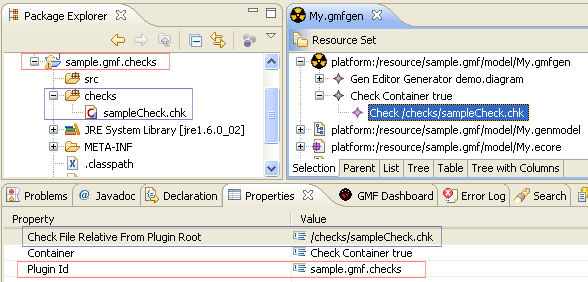 Package Explorer
sample.gmf.checks
src
checks
sampleCheck.chk
JRE System Library [jre1.6.0_02]
META-INF
.classpath
My.gmfgen
Resource Set
platform:/resource/sample.gmf/model/My.gmfgen
Gen Editor Generator demo.diagram
Check Container true
Check /checks/sampleCheck.chk
platform:/resource/sample.gmf/model/My.genmodel
platform:/resource/sample.gmf/model/My.ecore
Selection Parent List Tree Table Tree with Columns
Problems @ Javadoc Declaration Properties GMF Dashboard Error Log Progress
Property Value
Check File Relative From Plugin Root /checks/sampleCheck.chk
Container Check Container true
Plugin Id sample.gmf.checks